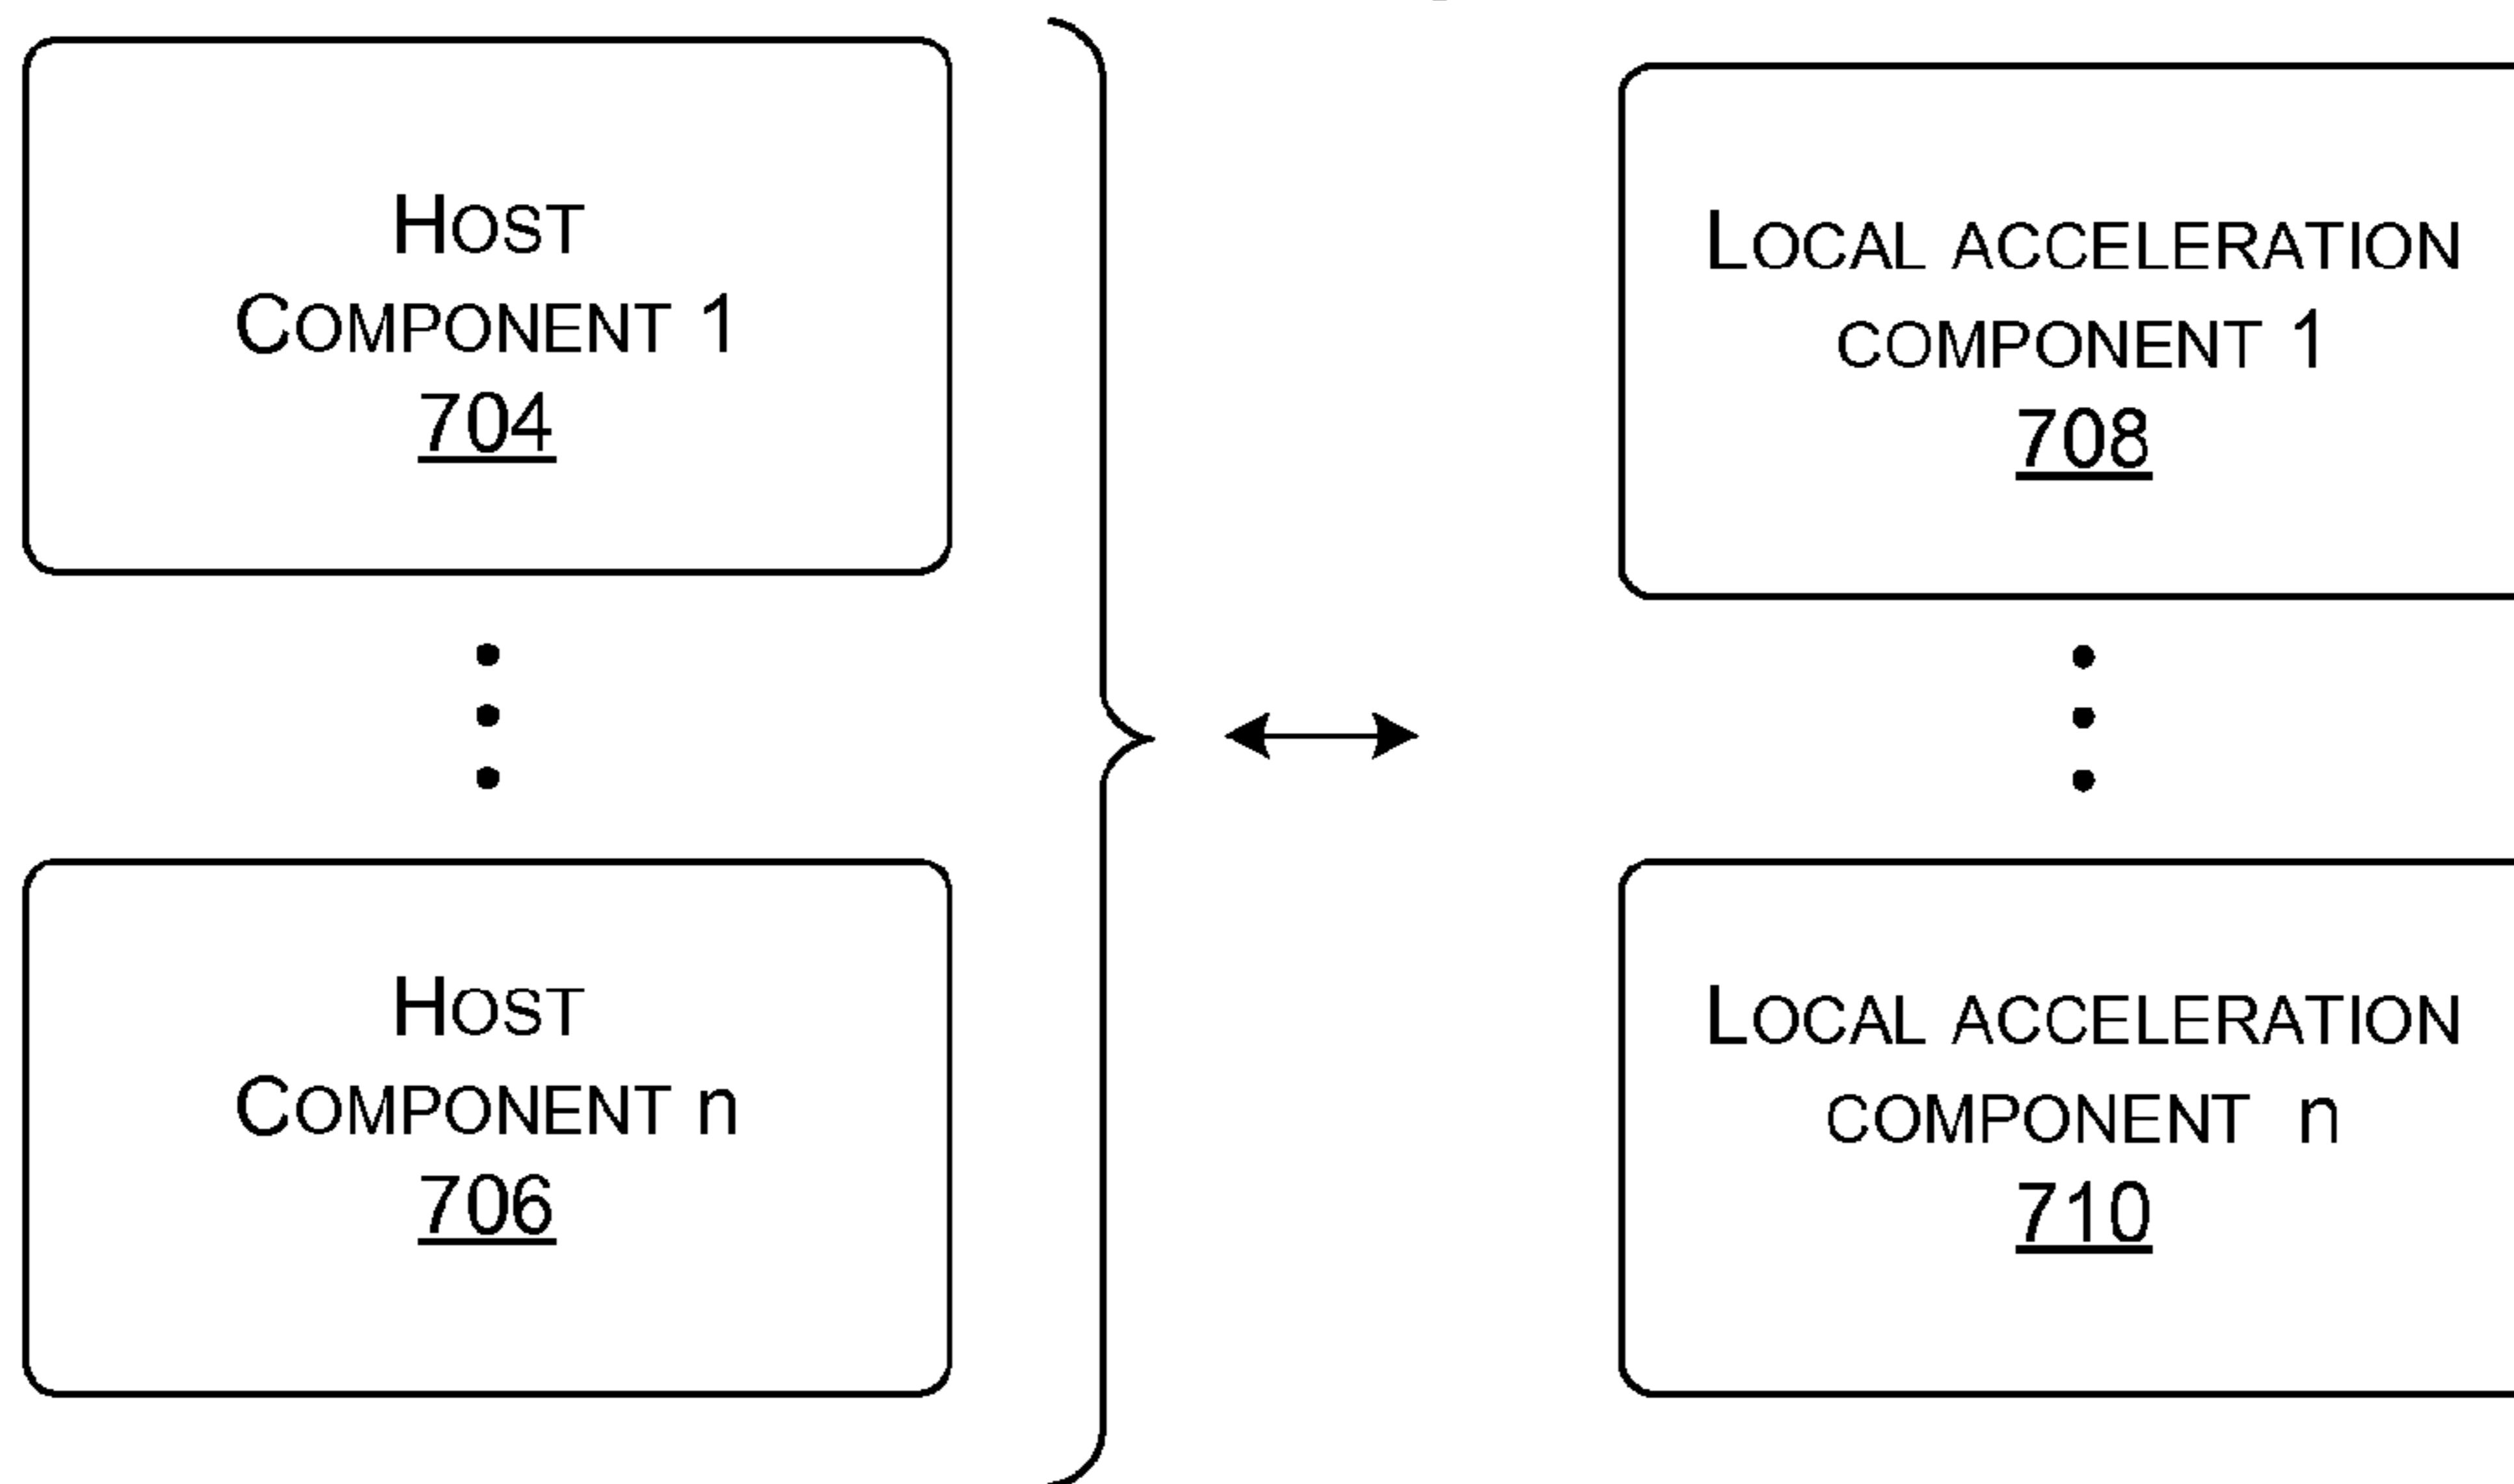 Host
Component 1
704
Local acceleration
component 1
708
Host
Component n
706
Local acceleration
component n
710